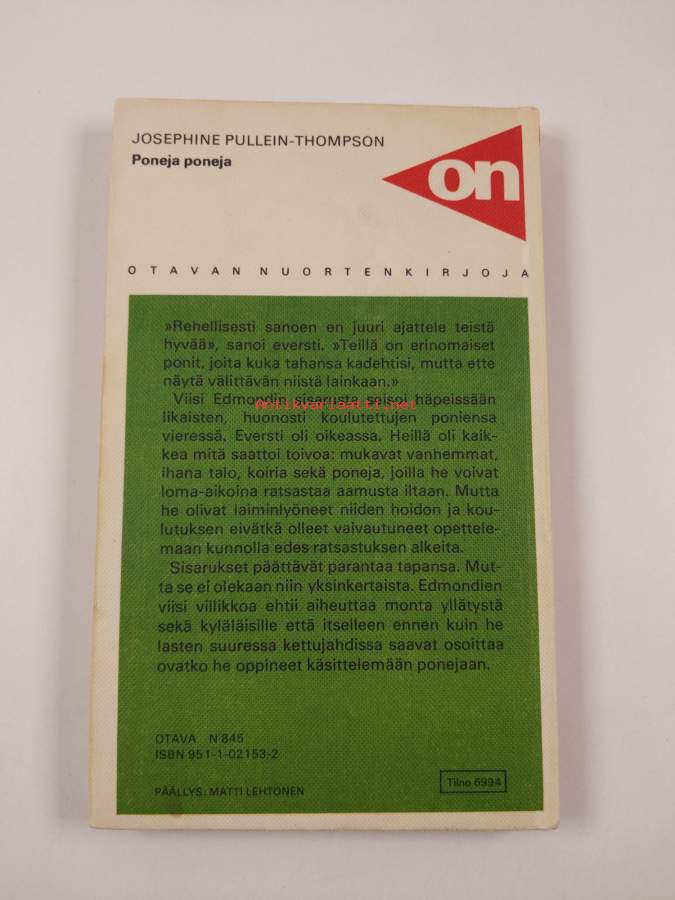 JOSEPHINE PULLEIN-THOMPSON
Poneja poneja
on
OTAVAN NUORTENKIRJOJA
»Rehellisesti sanoen en juuri ajattele teistä
hyvää», sanoi eversti. »Teillä on erinomaiset
ponit, joita kuka tahansa kadehtisi, mutta ette
näytä välittävän niistä lainkaan.»
Viisi Edmondin sisarusta seisoi häpeissään
Antikvariaatti.net
likaisten, huonosti koulutettujen poniensa
vieressä. Eversti oli oikeassa. Heillä oli kaik-
kea mitä saattoi toivoa: mukavat vanhemmat,
ihana talo, koiria sekä poneja, joilla he voivat
loma-aikoina ratsastaa aamusta iltaan. Mutta
he olivat laiminlyöneet niiden hoidon ja kou-
lutuksen eivätkä olleet vaivautuneet opettele-
maan kunnolla edes ratsastuksen alkeita.
Sisarukset päättävät parantaa tapansa. Mut-
ta se ei olekaan niin yksinkertaista. Edmondien
viisi villikkoa ehtii aiheuttaa monta yllätystä
sekä kyläläisille että itselleen ennen kuin he
lasten suuressa kettujahdissa saavat osoittaa
ovatko he oppineet käsittelemään ponejaan.
OTAVA N 845
ISBN 951-1-02153-2
PÄÄLLYS: MATTI LEHTONEN
Tilno 6994